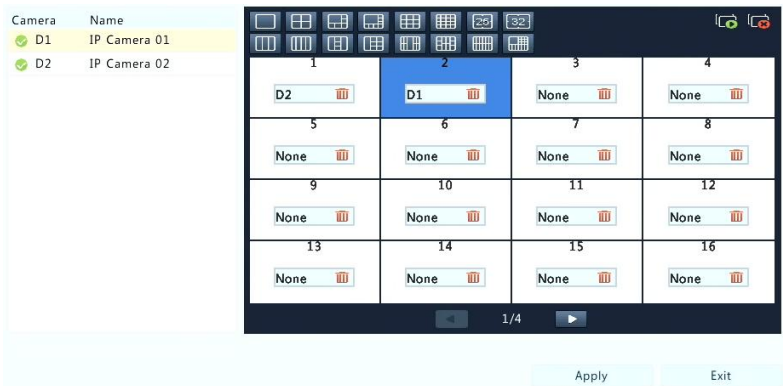 Camera Name
D1 IP Camera 01
D2 IP Camera 02
25 32
1 2 3 4
D2 D1 None None
5 6 7 8
None None None None
9 10 11 12
None None None None
13 14 15 16
None None None None
1/4
Apply Exit